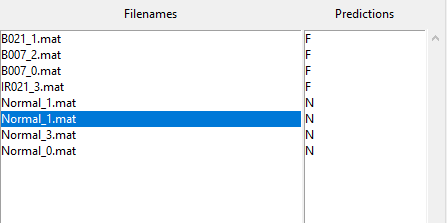 Filenames Predictions
B021_1.mat F
B007_2.mat F
B007_0.mat F
IR021_3.mat F
Normal_1.mat N
Normal_1.mat N
Normal_3.mat N
Normal_0.mat N